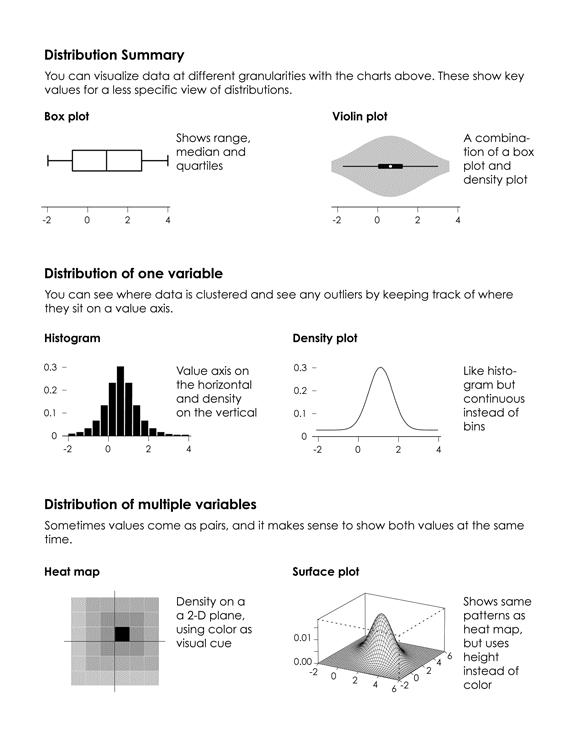 Distribution Summary
You can visualize data at different granularities with the charts above. These show key
values for a less specific view of distributions.
Box plot
Shows range,
median and
quartiles
-2 0 2 4
Violin plot
A combina-
tion of a box
plot and
density plot
-2 0 2 4
Distribution of one variable
You can see where data is clustered and see any outliers by keeping track of where
they sit on a value axis.
Histogram
0.3
0.2
0.1
0
-2 0 2 4
Value axis on
the horizontal
and density
on the vertical
Density plot
0.3
0.2
0.1
0
-2 0 2 4
Like histo-
gram but
continuous
instead of
bins
Distribution of multiple variables
Sometimes values come as pairs, and it makes sense to show both values at the same
time.
Heat map
Density on a
a 2-D plane,
using color as
visual cue
Surface plot
0.01
0.00
-2 0 2 4 6
-2 0 2 4 6
Shows same
patterns as
heat map,
but uses
height
instead of
color